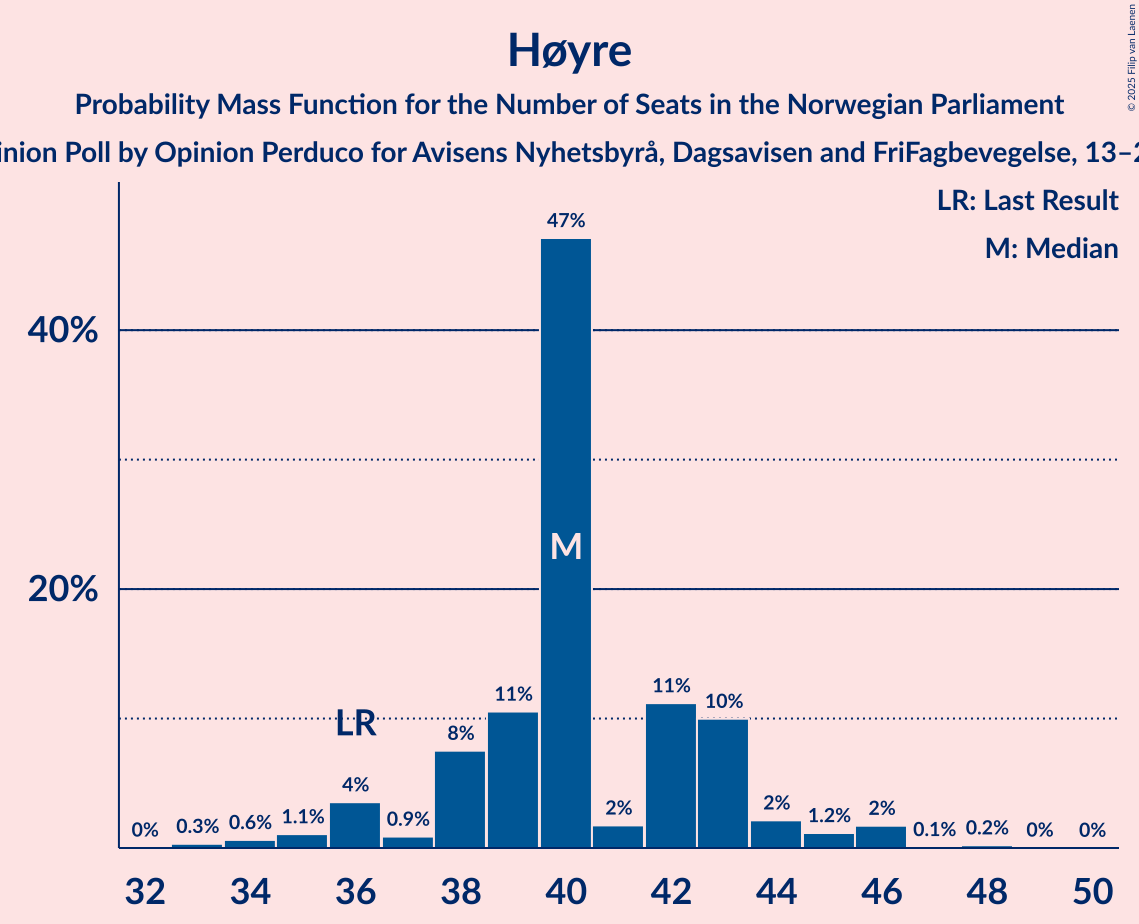 Høyre
Probability Mass Function for the Number of Seats in the Norwegian Parliament
Poll by Opinion Perduco for Avisens Nyhetsbyrå, Dagsavisen and FriFagbevegelse,
© 2025 Filip van Laenen
LR: Last Result
M: Median
40%
20%
0% 0.3% 0.6% 1.1% 4% 0.9% 8% 11% 47% 2% 11% 10% 2% 1.2% 2% 0.1% 0.2% 0% 0%
LR
M
32 34 36 38 40 42 44 46 48 50